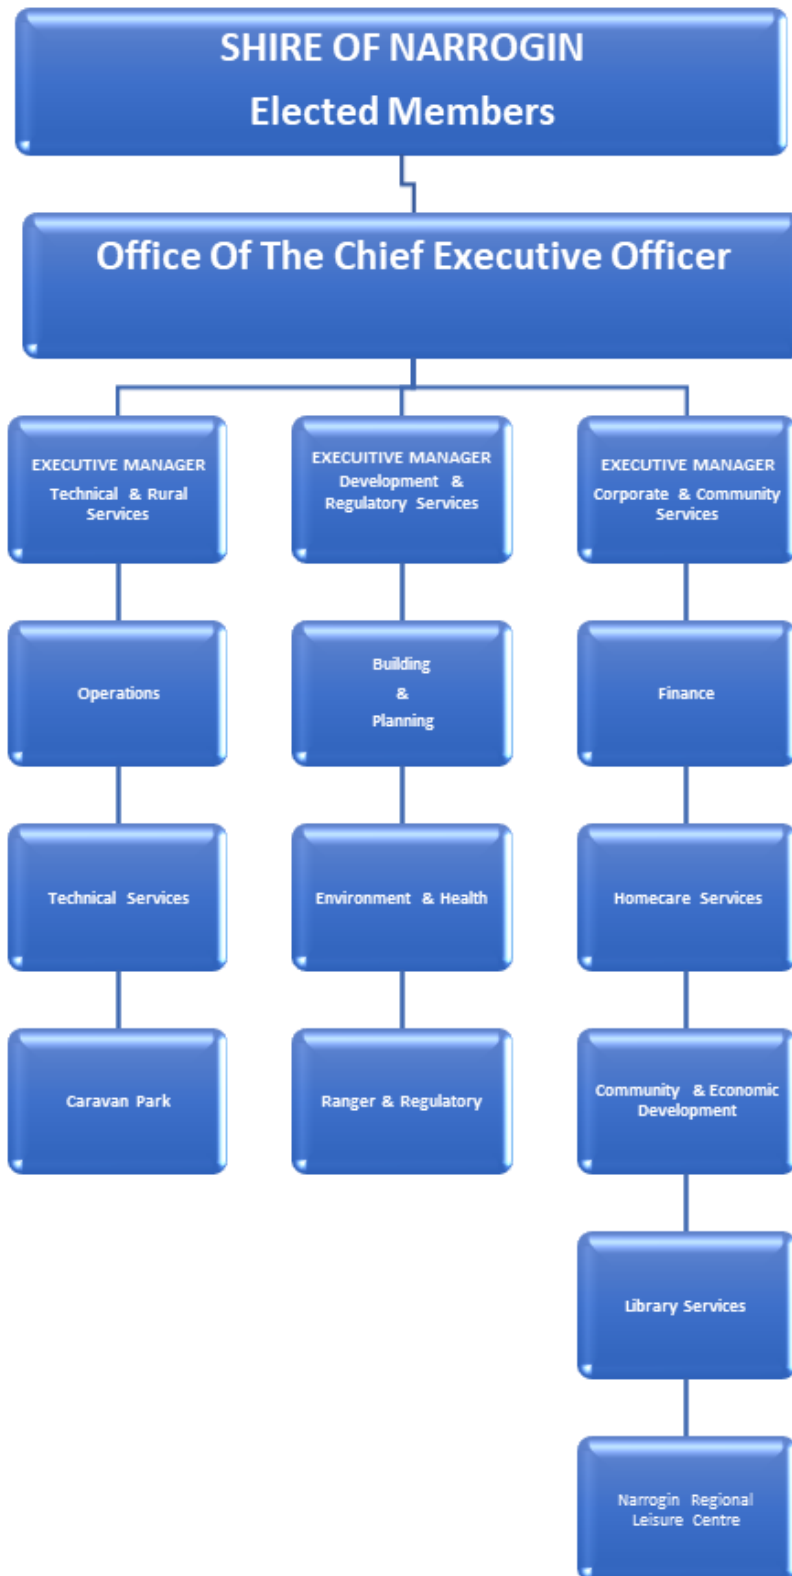 SHIRE OF NARROGIN
Elected Members
Office Of The Chief Executive Officer
EXECUTIVE MANAGER
Technical & Rural
Services
EXECUITIVE MANAGER
Development &
Regulatory Services
EXECUTIVE MANAGER
Corporate & Community
Services
Operations
Building
&
Planning
Finance
Technical Services
Environment & Health
Homecare Services
Caravan Park
Ranger & Regulatory
Community & Economic
Development
Library Services
Narrogin Regional
Leisure Centre